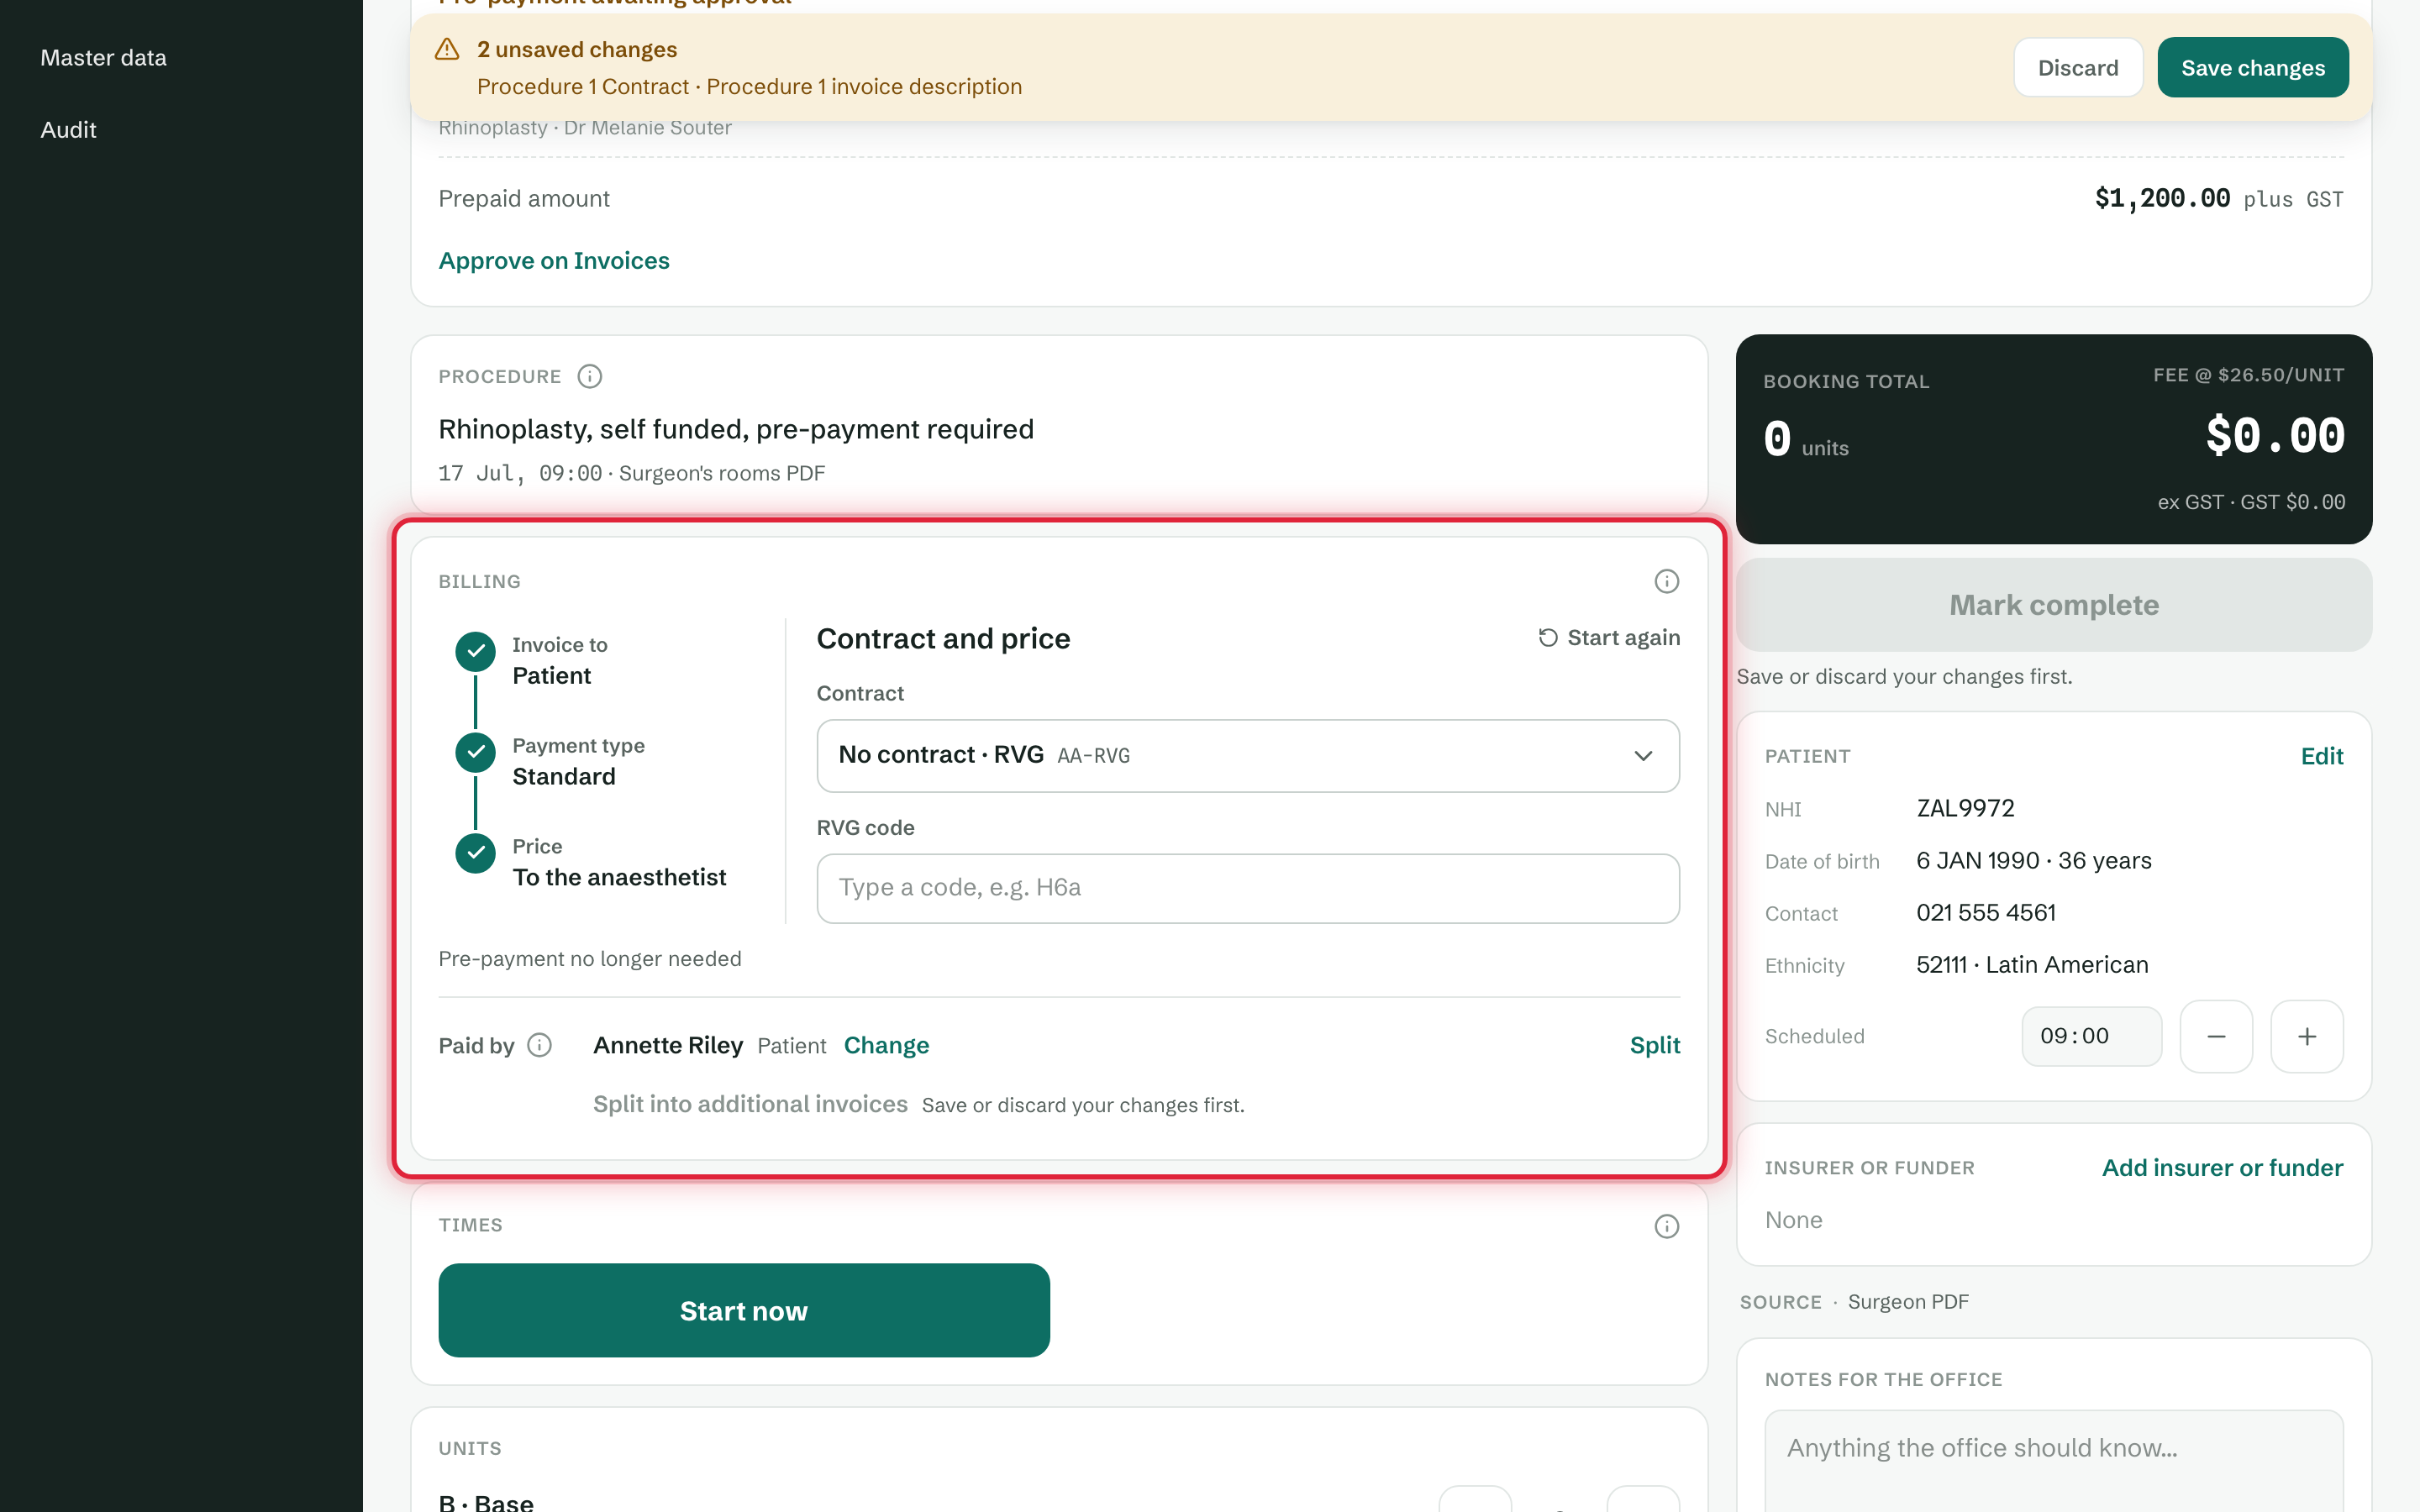 Master data
Audit
Pre-payment awaiting approval
2 unsaved changes
Procedure 1 Contract · Procedure 1 invoice description
Discard
Save changes
Rhinoplasty · Dr Melanie Souter
Prepaid amount
$1,200.00 plus GST
Approve on Invoices
PROCEDURE
Rhinoplasty, self funded, pre-payment required
17 Jul, 09:00 · Surgeon's rooms PDF
BILLING
Invoice to
Patient
Payment type
Standard
Price
To the anaesthetist
Contract and price
Start again
Contract
No contract · RVG AA-RVG
RVG code
Type a code, e.g. H6a
Pre-payment no longer needed
Paid by
Annette Riley Patient Change
Split
Split into additional invoices Save or discard your changes first.
TIMES
Start now
UNITS
B · Base
BOOKING TOTAL
FEE @ $26.50/UNIT
0 units
$0.00
ex GST · GST $0.00
Mark complete
Save or discard your changes first.
PATIENT
Edit
NHI ZAL9972
Date of birth 6 JAN 1990 · 36 years
Contact 021 555 4561
Ethnicity 52111 · Latin American
Scheduled 09:00 − +
INSURER OR FUNDER
Add insurer or funder
None
SOURCE · Surgeon PDF
NOTES FOR THE OFFICE
Anything the office should know...